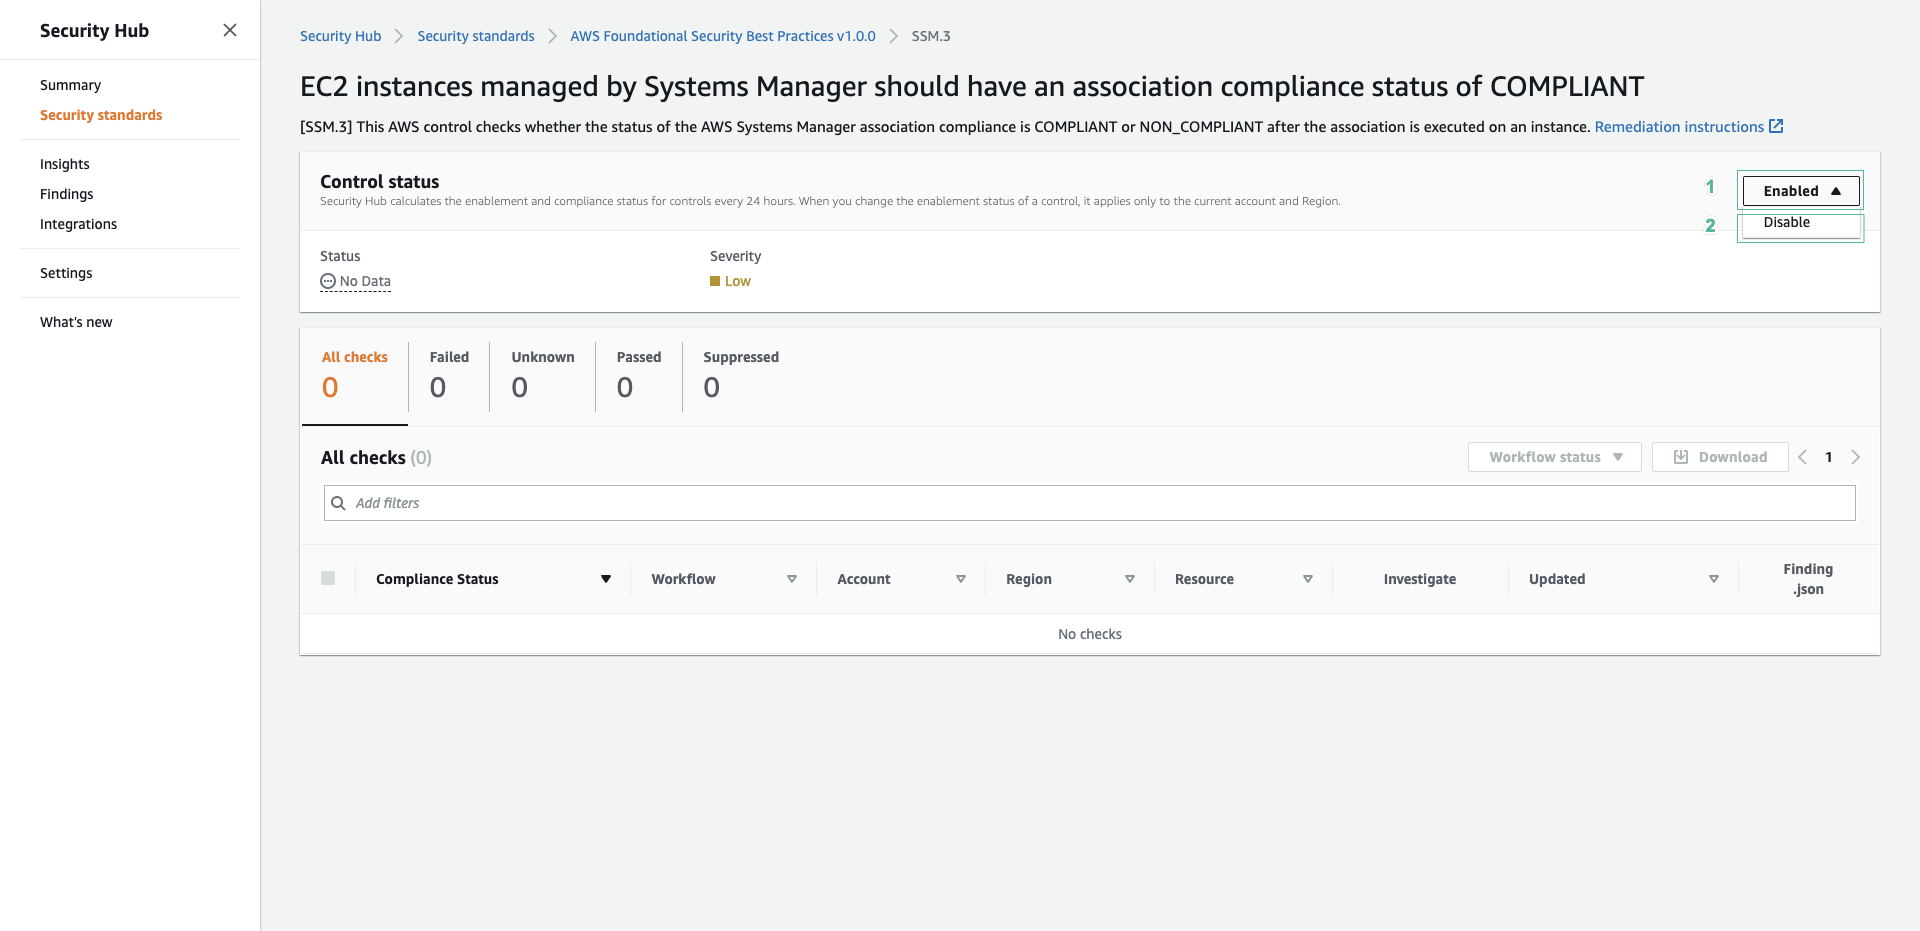 Security Hub
Summary
Security standards
Insights
Findings
Integrations
Settings
What's new
Security Hub Security standards AWS Foundational Security Best Practices v1.0.0 SSM.3
EC2 instances managed by Systems Manager should have an association compliance status of COMPLIANT
[SSM.3] This AWS control checks whether the status of the AWS Systems Manager association compliance is COMPLIANT or NON_COMPLIANT after the association is executed on an instance. Remediation instructions
Control status
Security Hub calculates the enablement and compliance status for controls every 24 hours. When you change the enablement status of a control, it applies only to the current account and Region.
1 Enabled
2 Disable
Status Severity
No Data Low
All checks Failed Unknown Passed Suppressed
0 0 0 0 0
All checks (0) Workflow status Download 1
Add filters
Compliance Status Workflow Account Region Resource Investigate Updated Finding
.json
No checks